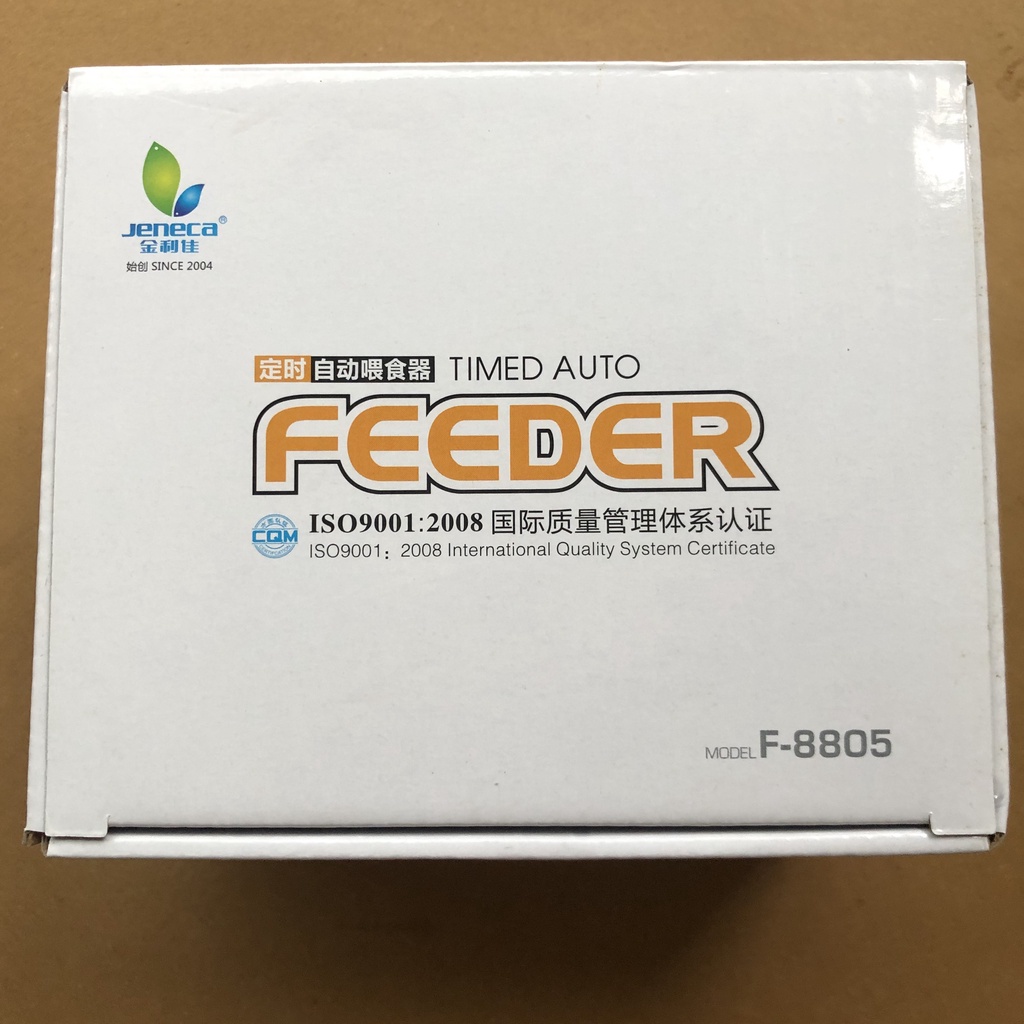 Jeneca®
金利佳
始创 SINCE 2004
定时 自动喂食器 TIMED AUTO
FEEDER
CQM
ISO9001:2008 国际质量管理体系认证
ISO9001: 2008 International Quality System Certificate
MODEL F-8805